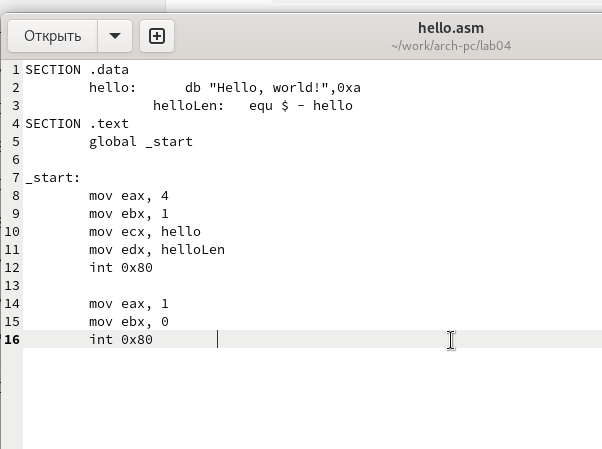 hello.asm
Открыть
~/work/arch-pc/lab04
1 SECTION .data
2 hello: db "Hello, world!",0xa
3 helloLen: equ $ - hello
4 SECTION .text
5 global _start
6
7 _start:
8 mov eax, 4
9 mov ebx, 1
10 mov ecx, hello
11 mov edx, helloLen
12 int 0x80
13
14 mov eax, 1
15 mov ebx, 0
16 int 0x80